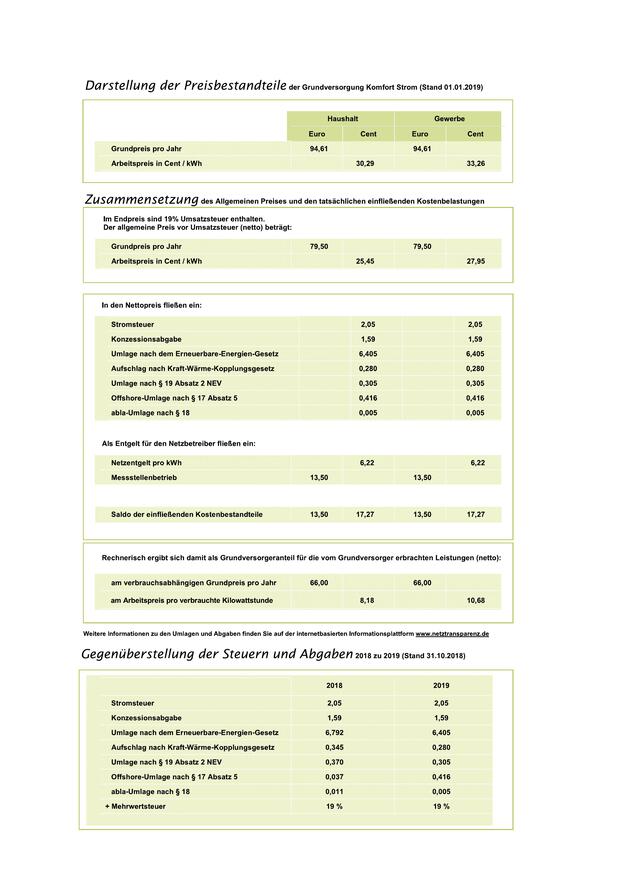 Darstellung der Preisbestandteile der Grundversorgung Komfort Strom (Stand 01.01.2019)
Haushalt Gewerbe
Euro Cent Euro Cent
Grundpreis pro Jahr 94,61 94,61
Arbeitspreis in Cent / kWh 30,29 33,26
Zusammensetzung des Allgemeinen Preises und den tatsächlichen einfließenden Kostenbelastungen
Im Endpreis sind 19% Umsatzsteuer enthalten.
Der allgemeine Preis vor Umsatzsteuer (netto) beträgt:
Grundpreis pro Jahr 79,50 79,50
Arbeitspreis in Cent / kWh 25,45 27,95
In den Nettopreis fließen ein:
Stromsteuer 2,05 2,05
Konzessionsabgabe 1,59 1,59
Umlage nach dem Erneuerbare-Energien-Gesetz 6,405 6,405
Aufschlag nach Kraft-Wärme-Kopplungsgesetz 0,280 0,280
Umlage nach § 19 Absatz 2 NEV 0,305 0,305
Offshore-Umlage nach § 17 Absatz 5 0,416 0,416
abla-Umlage nach § 18 0,005 0,005
Als Entgelt für den Netzbetreiber fließen ein:
Netzentgelt pro kWh 6,22 6,22
Messstellenbetrieb 13,50 13,50
Saldo der einfließenden Kostenbestandteile 13,50 17,27 13,50 17,27
Rechnerisch ergibt sich damit als Grundversorgeranteil für die vom Grundversorger erbrachten Leistungen (netto):
am verbrauchsabhängigen Grundpreis pro Jahr 66,00 66,00
am Arbeitspreis pro verbrauchte Kilowattstunde 8,18 10,68
Weitere Informationen zu den Umlagen und Abgaben finden Sie auf der internetbasierten Informationsplattform www.netztransparenz.de
Gegenüberstellung der Steuern und Abgaben 2018 zu 2019 (Stand 31.10.2018)
2018 2019
Stromsteuer 2,05 2,05
Konzessionsabgabe 1,59 1,59
Umlage nach dem Erneuerbare-Energien-Gesetz 6,792 6,405
Aufschlag nach Kraft-Wärme-Kopplungsgesetz 0,345 0,280
Umlage nach § 19 Absatz 2 NEV 0,370 0,305
Offshore-Umlage nach § 17 Absatz 5 0,037 0,416
abla-Umlage nach § 18 0,011 0,005
+ Mehrwertsteuer 19 % 19 %